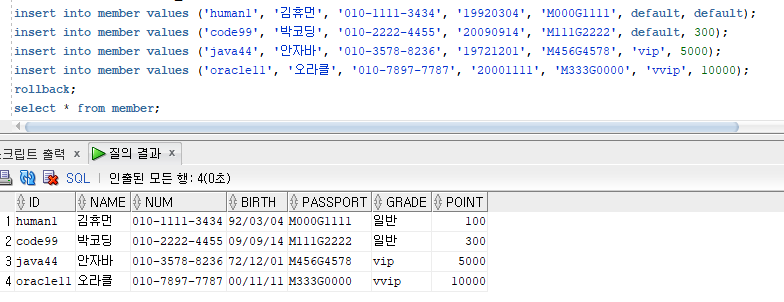 insert into member values ('human1', '김휴먼', '010-1111-3434', '19920304', 'M000G1111', default, default);
insert into member values ('code99', '박코딩', '010-2222-4455', '20090914', 'M111G2222', default, 300);
insert into member values ('java44', '안자바', '010-3578-8236', '19721201', 'M456G4578', 'vip', 5000);
insert into member values ('oracle11', '오라클', '010-7897-7787', '20001111', 'M333G0000', 'vvip', 10000);
rollback;
select * from member;
스크립트 출력 x 질의 결과 x
SQL | 인출된 모든 행: 4(0초)
ID NAME NUM BIRTH PASSPORT GRADE POINT
1 human1 김휴먼 010-1111-3434 92/03/04 M000G1111 일반 100
2 code99 박코딩 010-2222-4455 09/09/14 M111G2222 일반 300
3 java44 안자바 010-3578-8236 72/12/01 M456G4578 vip 5000
4 oracle11 오라클 010-7897-7787 00/11/11 M333G0000 vvip 10000